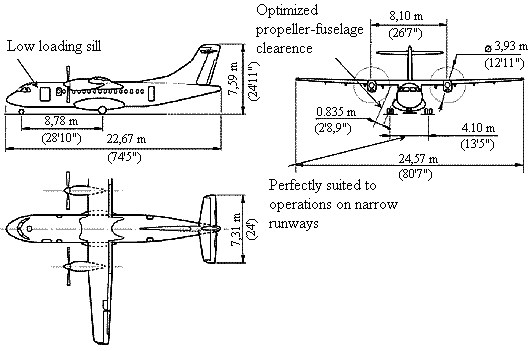 Low loading sill
7,59 m
(24'11")
8,78 m
(28'10")
22,67 m
(74'5")
Optimized
propeller-fuselage
clearence
8,10 m
(26'7")
ø 3,93 m
(12'11")
0.835 m
(2'8,9")
4.10 m
(13'5")
24,57 m
(80'7")
Perfectly suited to
operations on narrow
runways
7,31 m
(24')